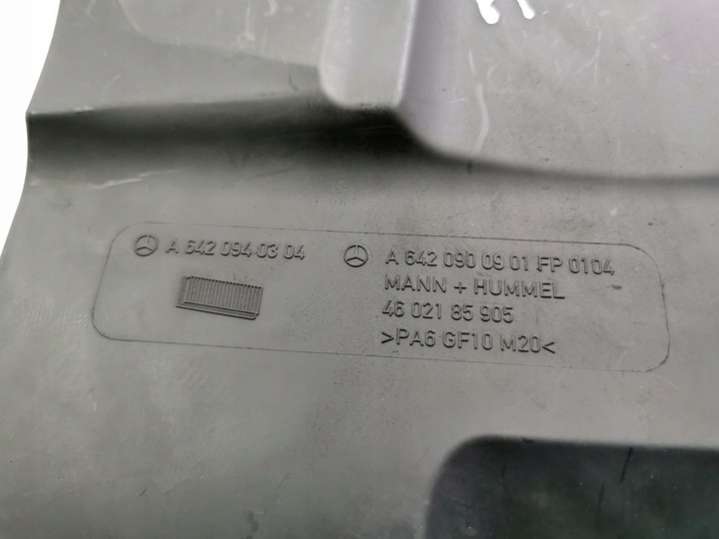 A 642 094 03 04
A 642 090 09 01 FP 0104
MANN + HUMMEL
46 021 85 905
>PA6 GF10 M20<